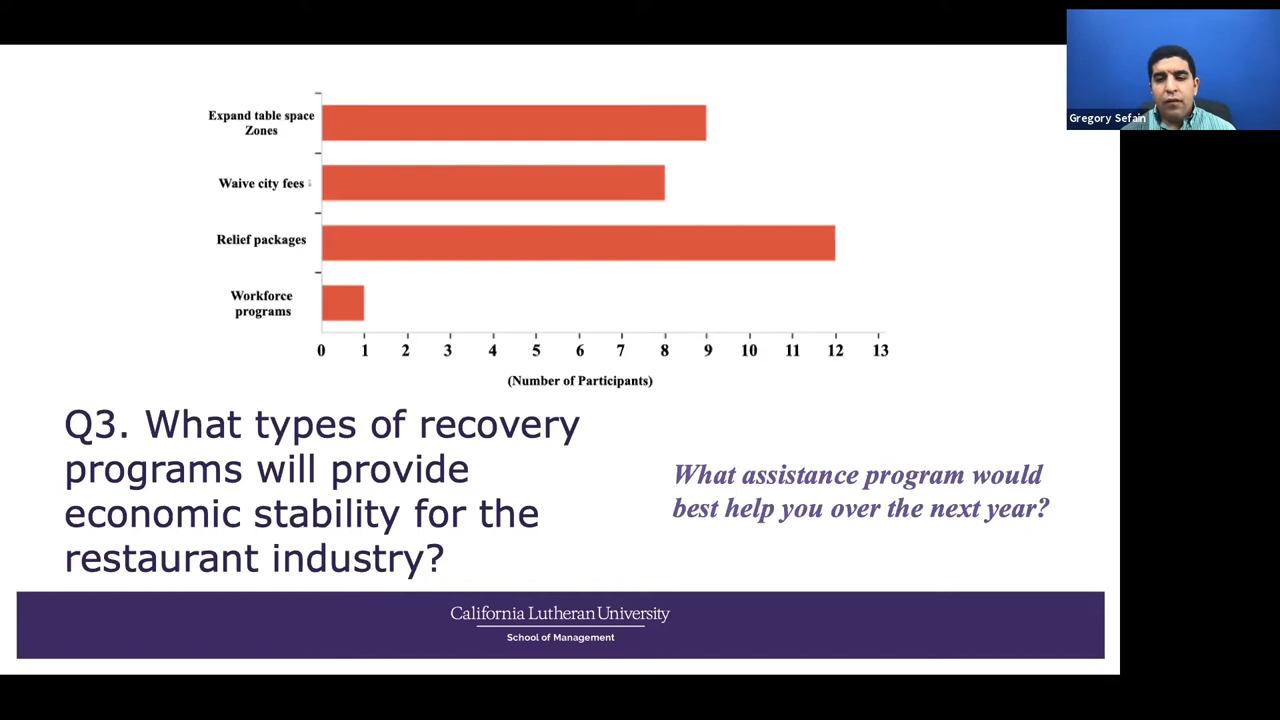 Gregory Sefain
Expand table space
Zones
Waive city fees
Relief packages
Workforce
programs
0 1 2 3 4 5 6 7 8 9 10 11 12 13
(Number of Participants)
Q3. What types of recovery
programs will provide
economic stability for the
restaurant industry?
What assistance program would
best help you over the next year?
California Lutheran University
School of Management